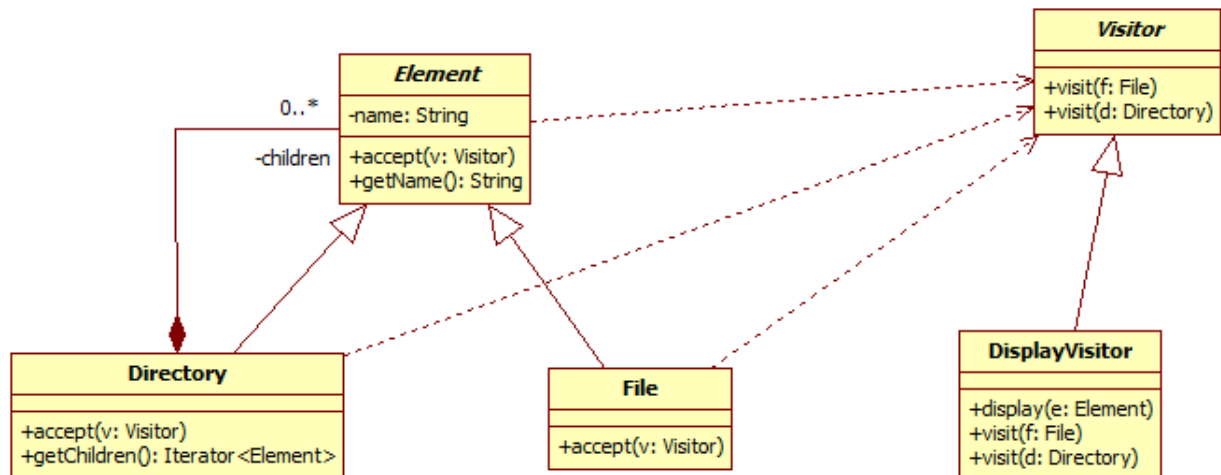 Element
-name: String
+accept(v: Visitor)
+getName(): String
0..*
-children
Visitor
+visit(f: File)
+visit(d: Directory)
Directory
+accept(v: Visitor)
+getChildren(): Iterator<Element>
File
+accept(v: Visitor)
DisplayVisitor
+display(e: Element)
+visit(f: File)
+visit(d: Directory)